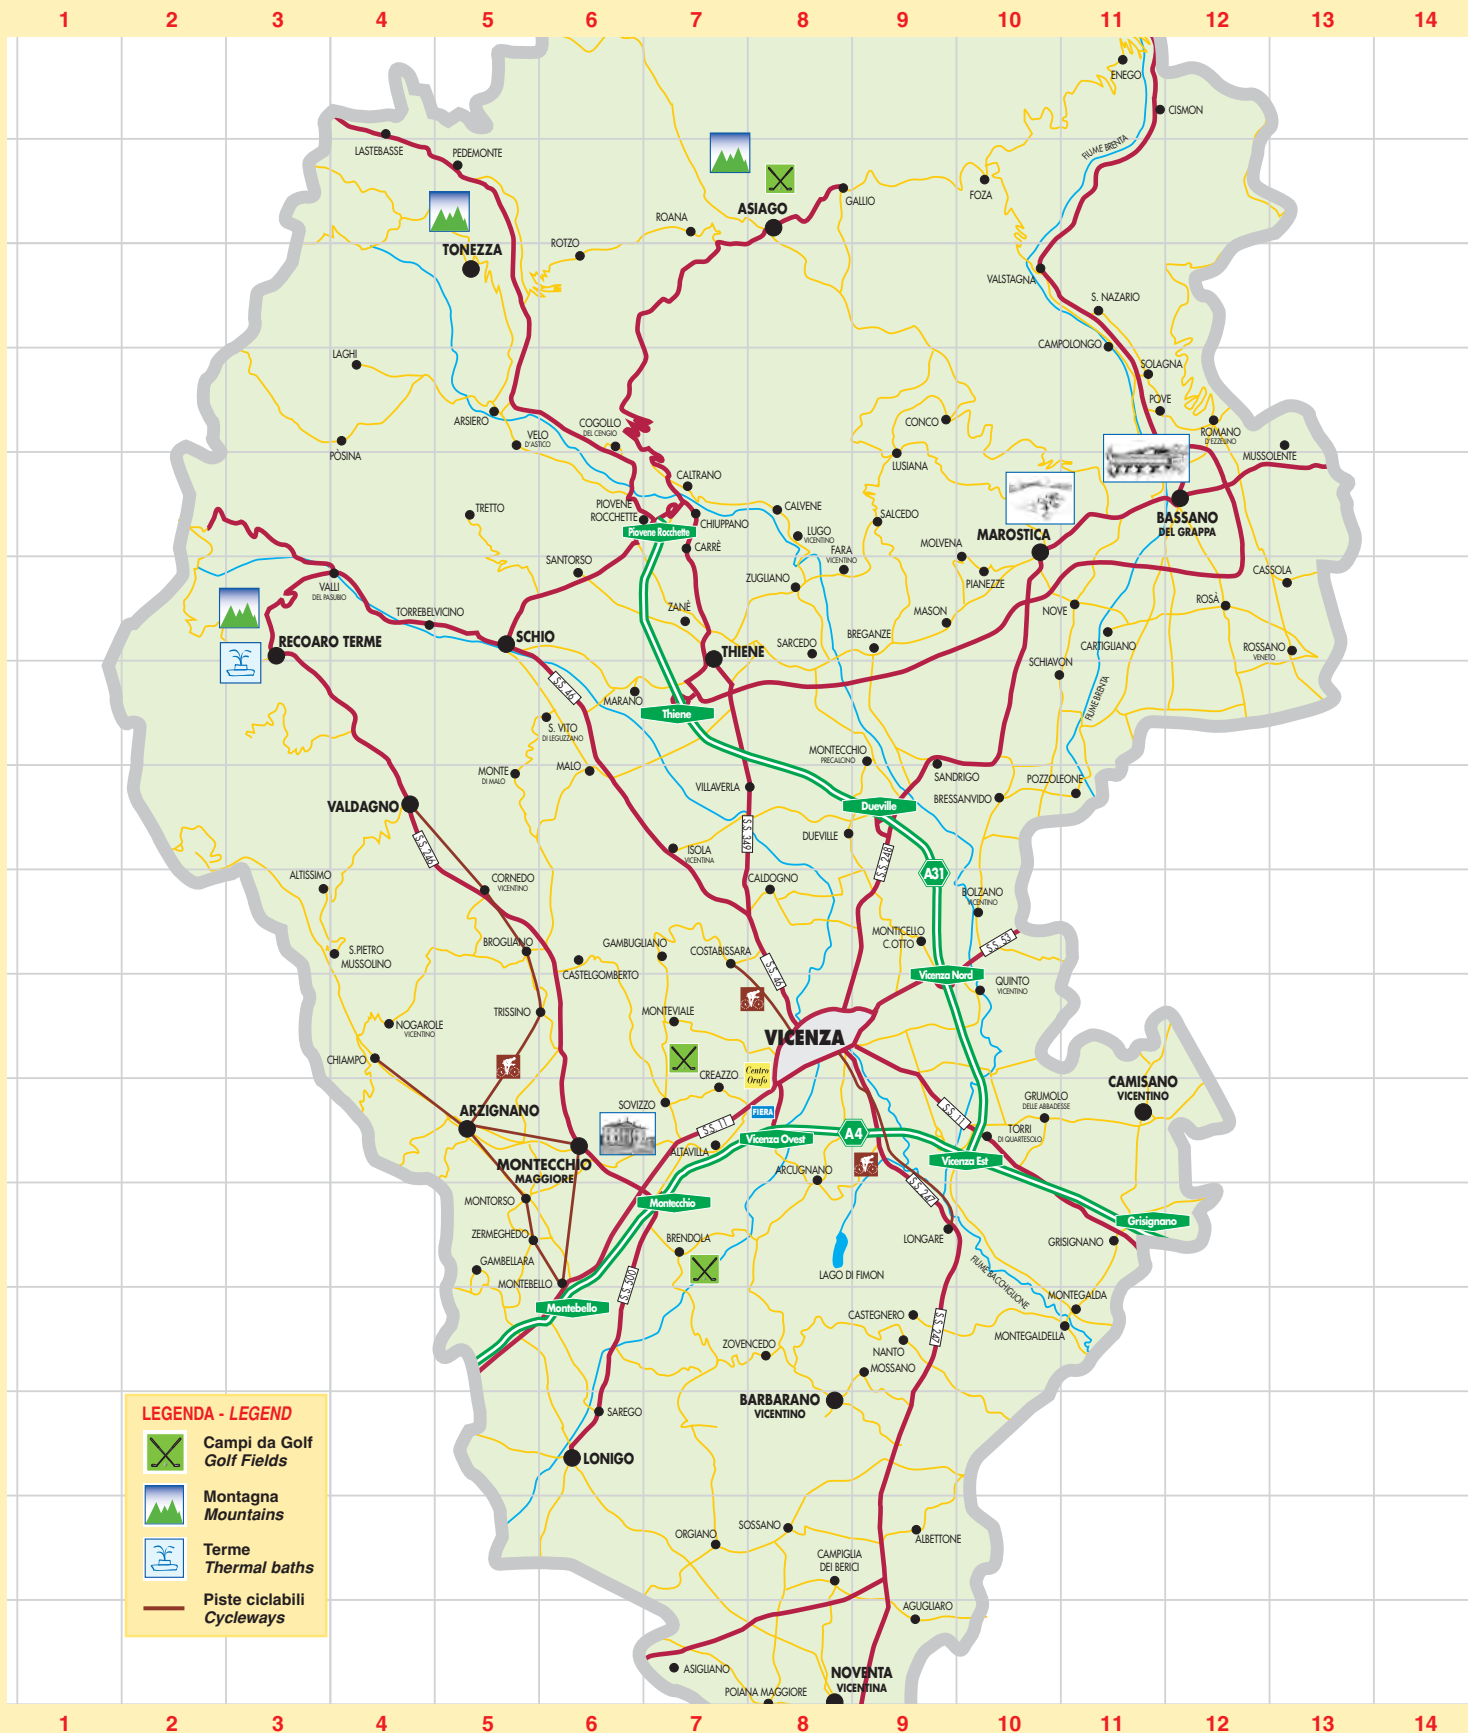 1 2 3 4 5 6 7 8 9 10 11 12 13 14
ENEGO
CISMON
FIUME BRENTA
LASTEBASSE
PEDEMONTE
FOZA
GALLIO
ASIAGO
ROANA
ROTZO
TONEZZA
VALSTAGNA
S. NAZARIO
CAMPOLONGO
SOLAGNA
LAGHI
POVE
ARSIERO
VELO
D'ASTICO
COGOLLO
DEL CENGIO
CONCO
ROMANO
D'EZZELINO
MUSSOLENTE
PÒSINA
LUSIANA
CALTRANO
TRETTO
PIOVENE
ROCCHETTE
CHIUPPANO
CALVENE
SALCEDO
BASSANO
DEL GRAPPA
Piovene Rocchette
LUGO
VICENTINO
MAROSTICA
CARRÈ
FARA
VICENTINO
MOLVENA
SANTORSO
PIANEZZE
CASSOLA
VALLI
DEL PASUBIO
ZUGLIANO
TORREBELVICINO
ZANÈ
MASON
NOVE
ROSÀ
RECOARO TERME
SCHIO
THIENE
SARCEDO
BREGANZE
CARTIGLIANO
ROSSANO
VENETO
SCHIAVON
S.S. 46
MARANO
Thiene
FIUME BRENTA
S. VITO
DI LEGUZZANO
MONTECCHIO
PRECALCINO
MONTE
DI MALO
MALO
SANDRIGO
POZZOLEONE
VILLAVERLA
BRESSANVIDO
VALDAGNO
Dueville
S.S. 246
S.S. 349
DUEVILLE
ISOLA
VICENTINA
S.S. 248
A31
ALTISSIMO
CORNEDO
VICENTINO
CALDOGNO
BOLZANO
VICENTINO
BROGLIANO
GAMBUGLIANO
COSTABISSARA
MONTICELLO
C.OTTO
S.S. 53
S.PIETRO
MUSSOLINO
CASTELGOMBERTO
S.S. 46
Vicenza Nord
QUINTO
VICENTINO
TRISSINO
MONTEVIALE
NOGAROLE
VICENTINO
VICENZA
CHIAMPO
CREAZZO
Centro
Orafo
CAMISANO
VICENTINO
SOVIZZO
FIERA
GRUMOLO
DELLE ABBADESSE
ARZIGNANO
S.S. 11
S.S. 11
A4
TORRI
DI QUARTESOLO
Vicenza Ovest
ALTAVILLA
Vicenza Est
MONTECCHIO
MAGGIORE
ARCUGNANO
MONTORSO
Montecchio
S.S. 247
Grisignano
ZERMEGHEDO
BRENDOLA
LONGARE
GRISIGNANO
GAMBELLARA
MONTEBELLO
S.S. 500
LAGO DI FIMON
FIUME BACCHIGLIONE
Montebello
MONTEGALDA
CASTEGNERO
S.S. 247
MONTEGALDELLA
ZOVENCEDO
NANTO
MOSSANO
BARBARANO
VICENTINO
LEGENDA - LEGEND
Campi da Golf
Golf Fields
Montagna
Mountains
Terme
Thermal baths
Piste ciclabili
Cycleways
SAREGO
LONIGO
SOSSANO
ORGIANO
ALBETTONE
CAMPIGLIA
DEI BERICI
AGUGLIARO
ASIGLIANO
NOVENTA
VICENTINA
POIANA MAGGIORE
1 2 3 4 5 6 7 8 9 10 11 12 13 14